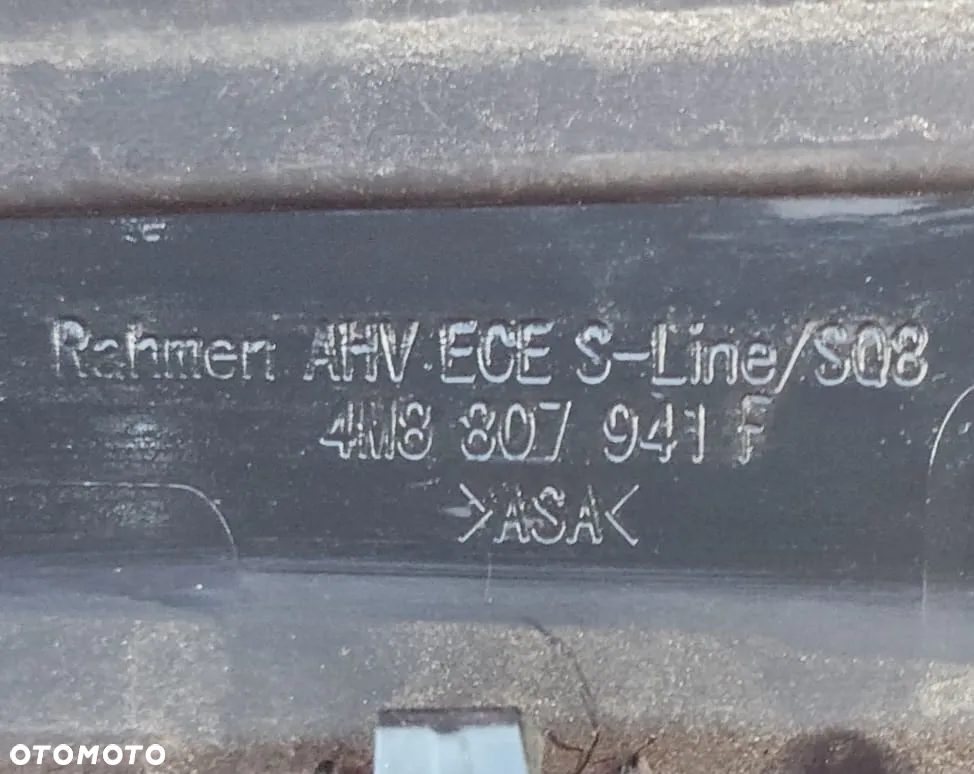 Rahmen AHV ECE S-Line/SQ8
4M8 807 941 F
>ASA<
OTOMOTO